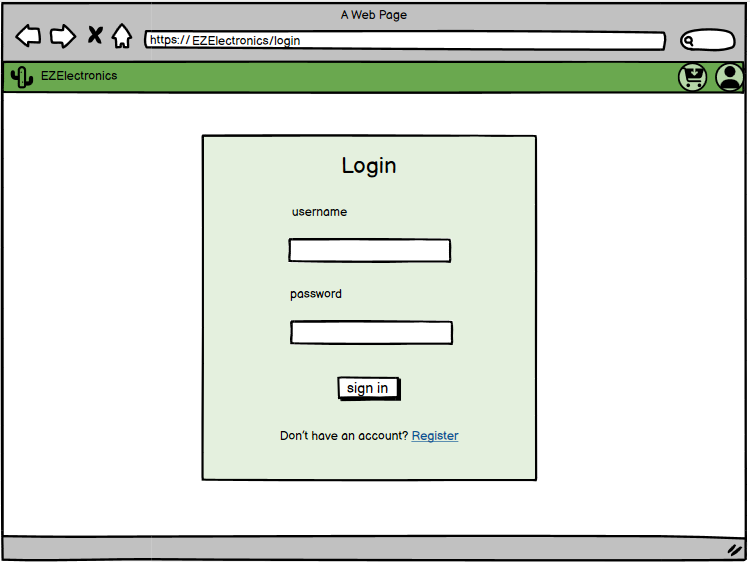 A Web Page
https:// EZElectronics/login
EZElectronics
Login
username
password
sign in
Don't have an account? Register